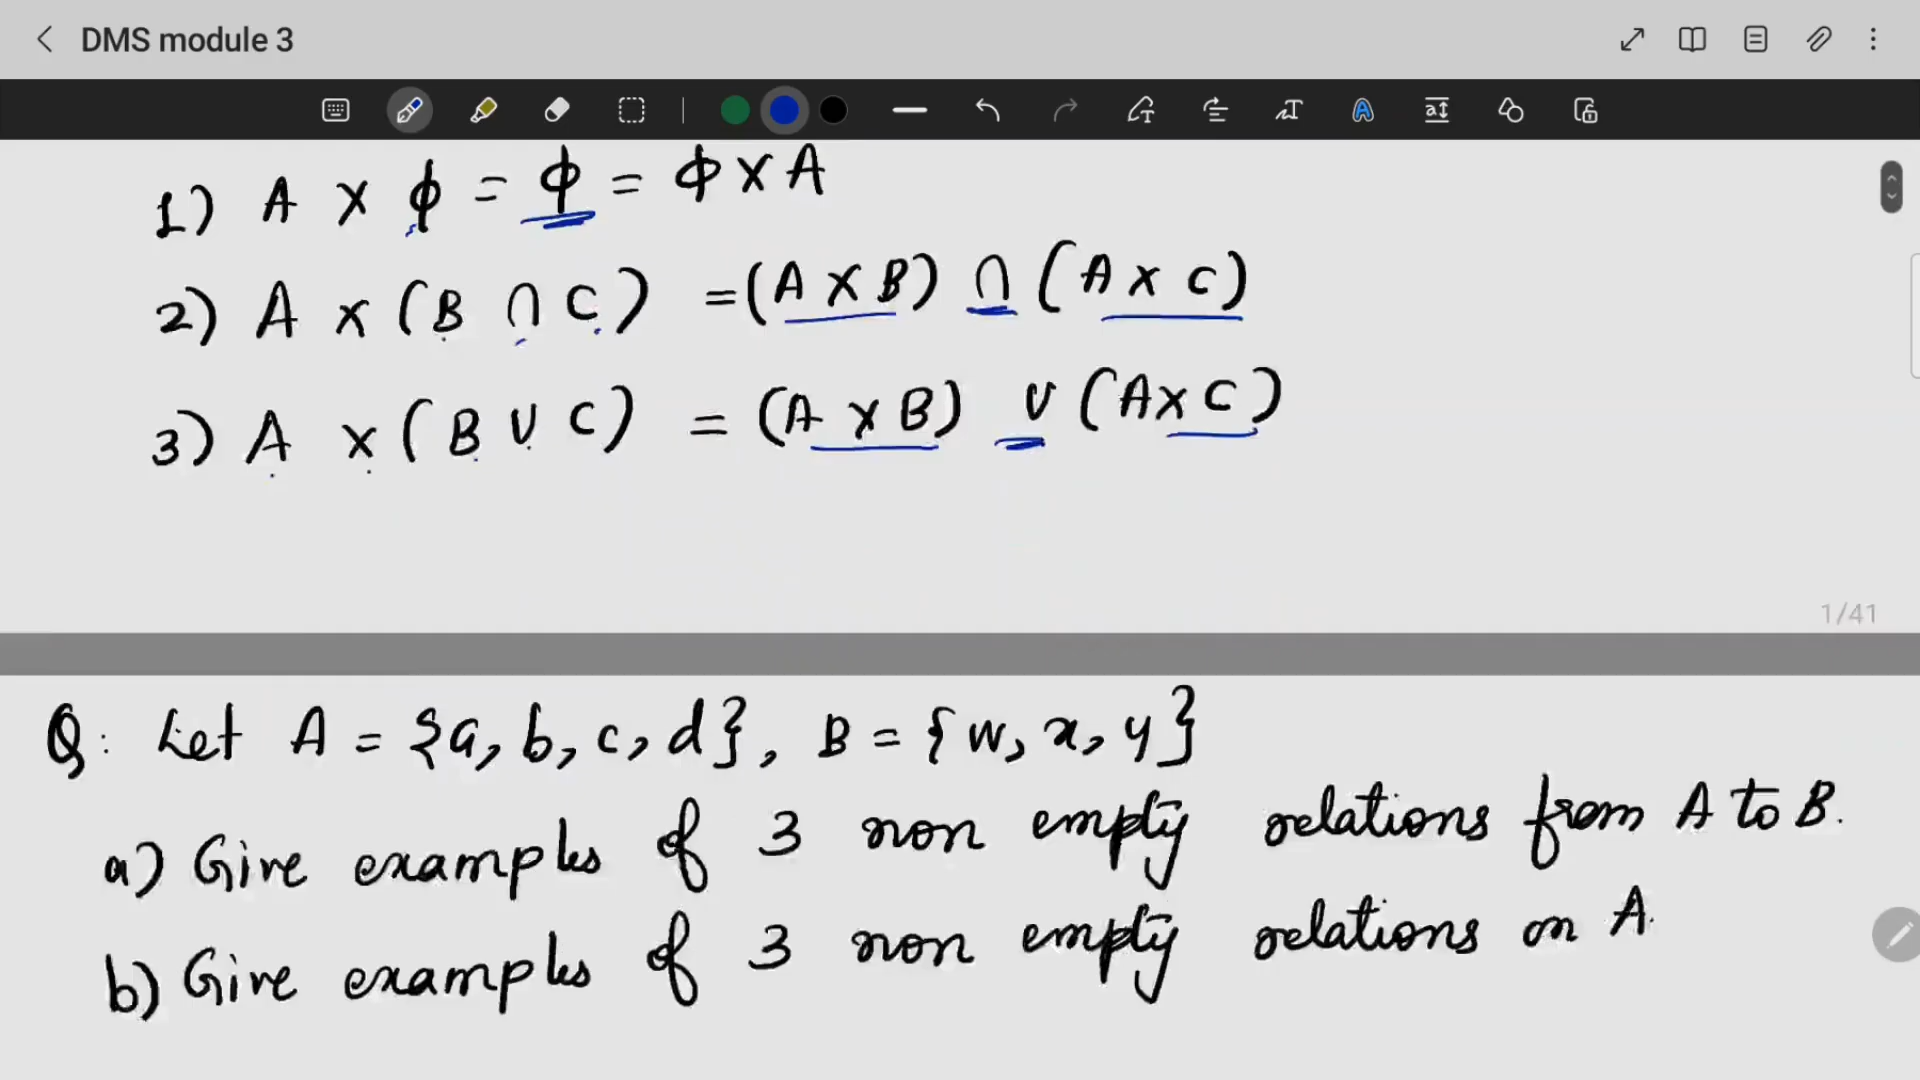 DMS module 3
1) A × ϕ = ϕ = ϕ × A
2) A × (B ∩ C) = (A × B) ∩ (A × C)
3) A × (B ∪ C) = (A × B) ∪ (A × C)
1/41
Q: Let A = {a, b, c, d}, B = {w, x, y}
a) Give examples of 3 non empty relations from A to B.
b) Give examples of 3 non empty relations on A.